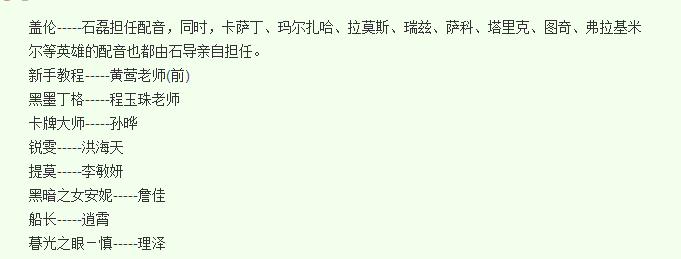 盖伦-----石磊担任配音，同时，卡萨丁、玛尔扎哈、拉莫斯、瑞兹、萨科、塔里克、图奇、弗拉基米
尔等英雄的配音也都由石导亲自担任。
新手教程-----黄莺老师(前)
黑墨丁格-----程玉珠老师
卡牌大师-----孙晔
锐雯-----洪海天
提莫-----李敏妍
黑暗之女安妮-----詹佳
船长-----逍霄
暮光之眼－慎-----理泽